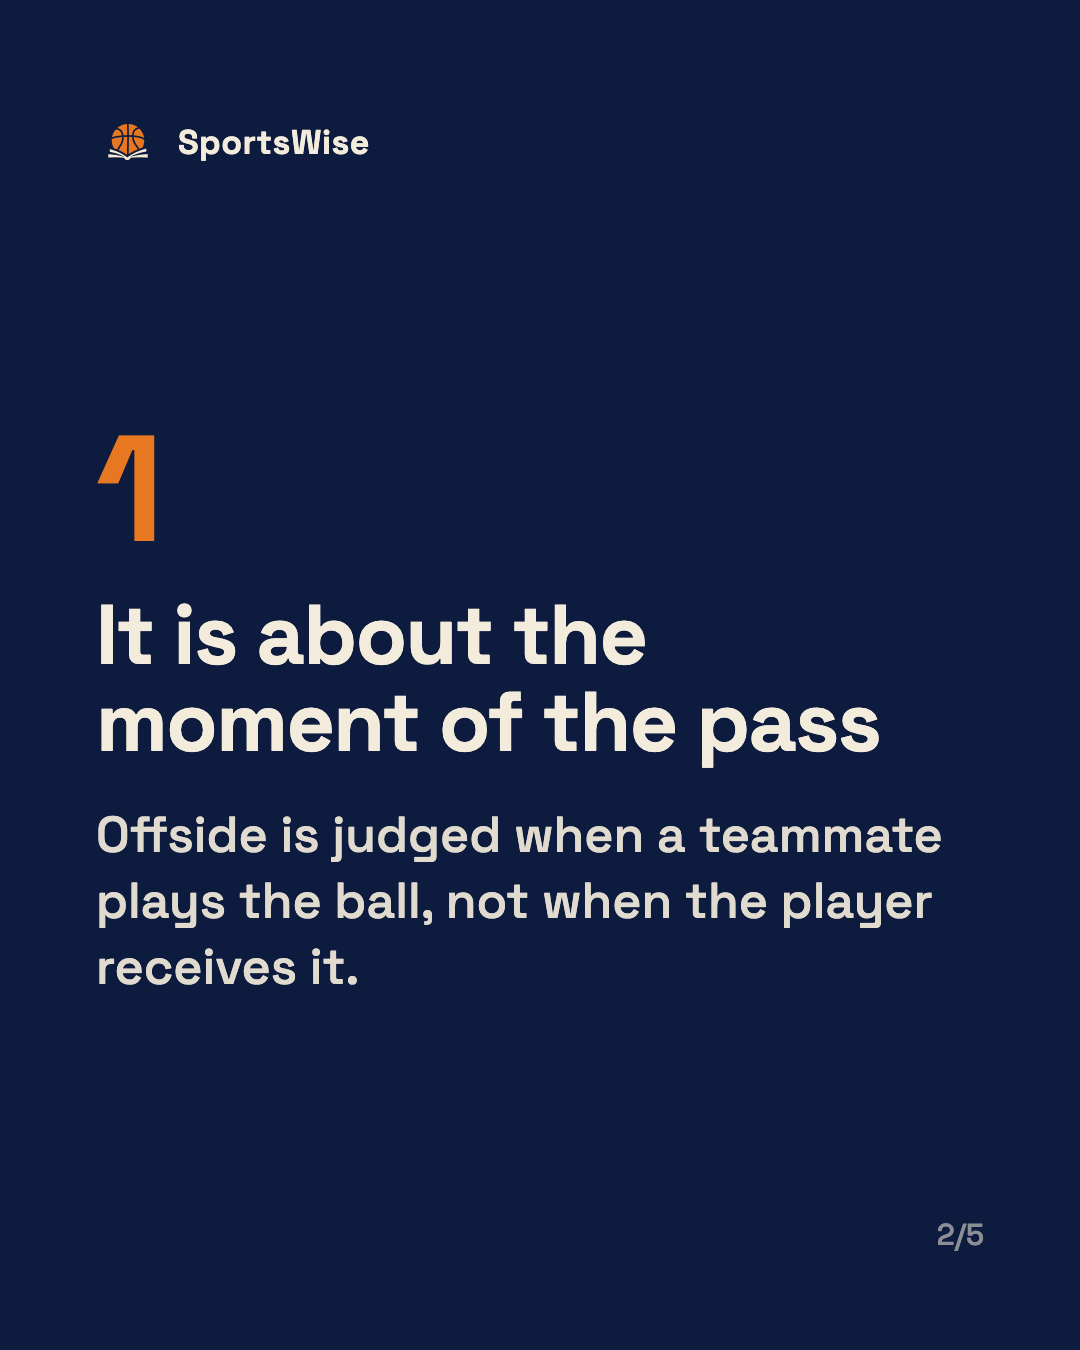 SportsWise
1
It is about the
moment of the pass
Offside is judged when a teammate
plays the ball, not when the player
receives it.
2/5